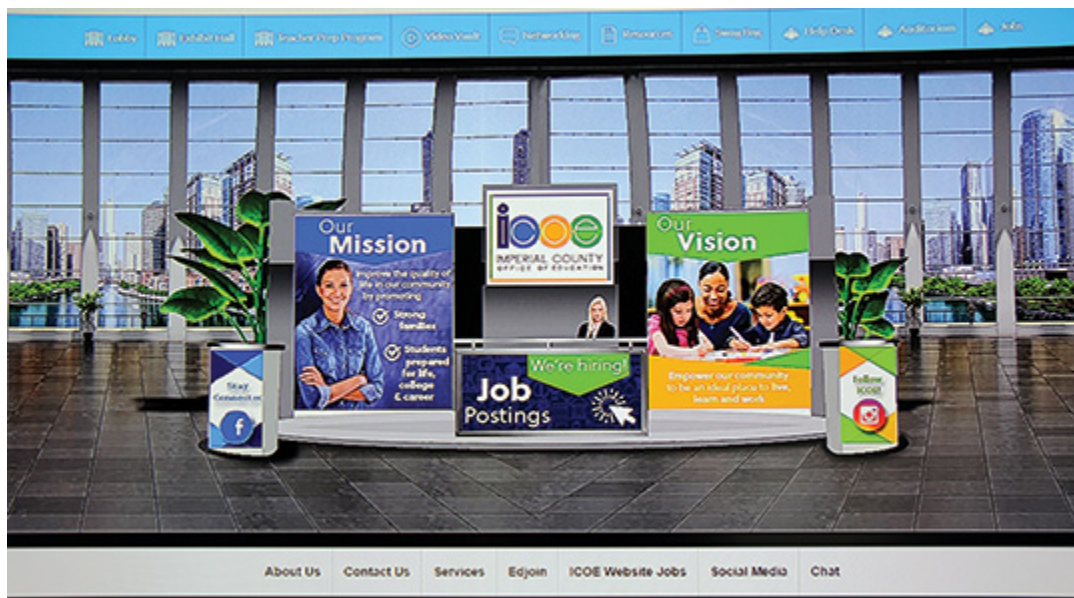 Lobby
Exhibit Hall
Teacher Prep Program
Video Vault
Networking
Resources
Swag Bag
Help Desk
Auditorium
Jobs
Our
Mission
Improve the quality of
life in our community
by promoting
Strong
families
Students
prepared
for life,
college
& career
icoe
IMPERIAL COUNTY
OFFICE OF EDUCATION
We're hiring!
Job
Postings
Our
Vision
Empower our community
to be an ideal place to live,
learn and work
Stay
Connected
f
Follow
ICOE
About Us
Contact Us
Services
Edjoin
ICOE Website Jobs
Social Media
Chat